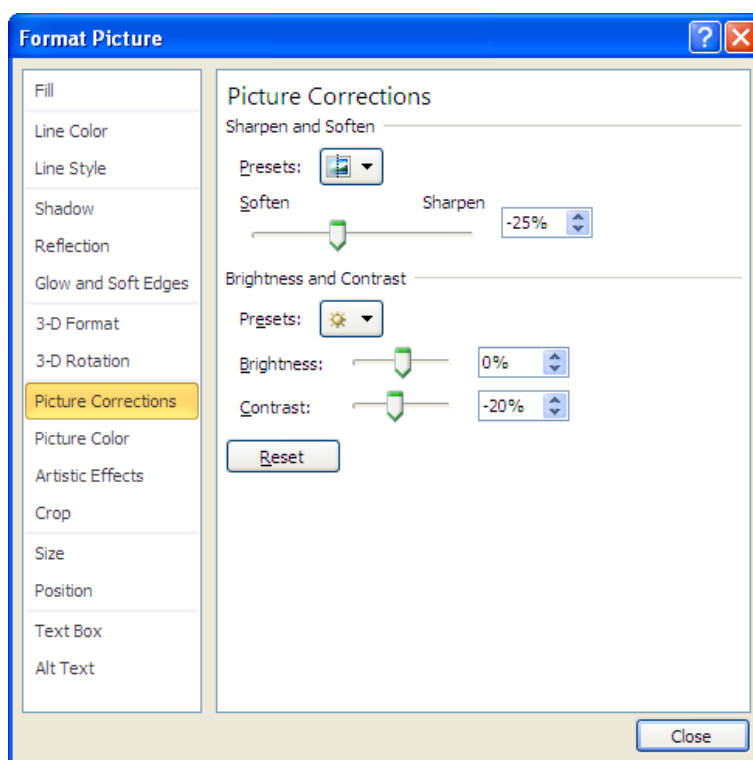 Format Picture
Fill
Line Color
Line Style
Shadow
Reflection
Glow and Soft Edges
3-D Format
3-D Rotation
Picture Corrections
Picture Color
Artistic Effects
Crop
Size
Position
Text Box
Alt Text
Picture Corrections
Sharpen and Soften
Presets:
Soften Sharpen
-25%
Brightness and Contrast
Presets:
Brightness: 0%
Contrast: -20%
Reset
Close